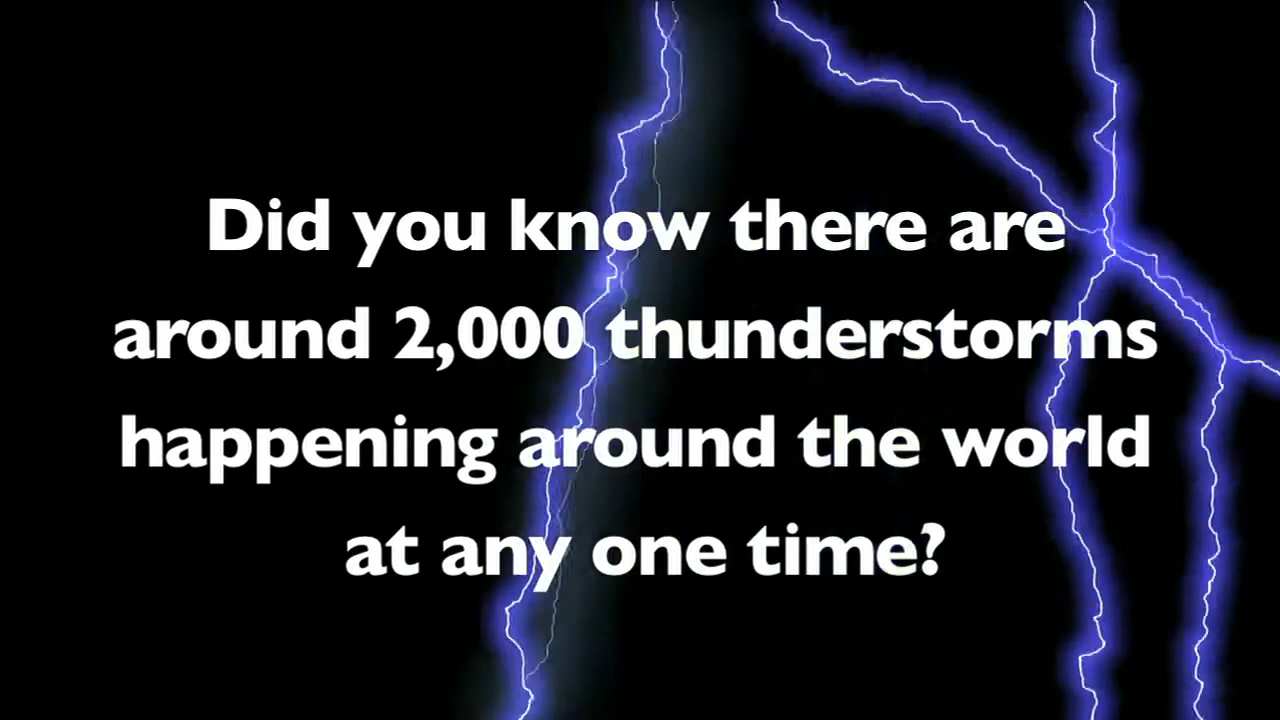 Did you know there are
around 2,000 thunderstorms
happening around the world
at any one time?